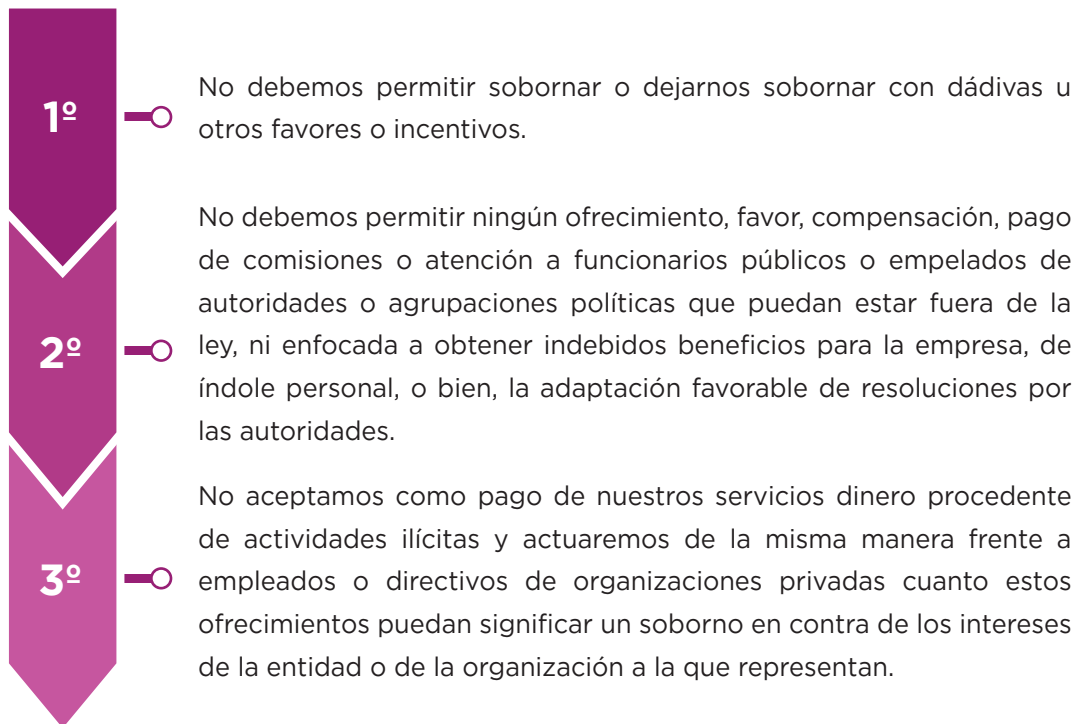 1º
No debemos permitir sobornar o dejarnos sobornar con dádivas u
otros favores o incentivos.
2º
No debemos permitir ningún ofrecimiento, favor, compensación, pago
de comisiones o atención a funcionarios públicos o empelados de
autoridades o agrupaciones políticas que puedan estar fuera de la
ley, ni enfocada a obtener indebidos beneficios para la empresa, de
índole personal, o bien, la adaptación favorable de resoluciones por
las autoridades.
3º
No aceptamos como pago de nuestros servicios dinero procedente
de actividades ilícitas y actuaremos de la misma manera frente a
empleados o directivos de organizaciones privadas cuanto estos
ofrecimientos puedan significar un soborno en contra de los intereses
de la entidad o de la organización a la que representan.